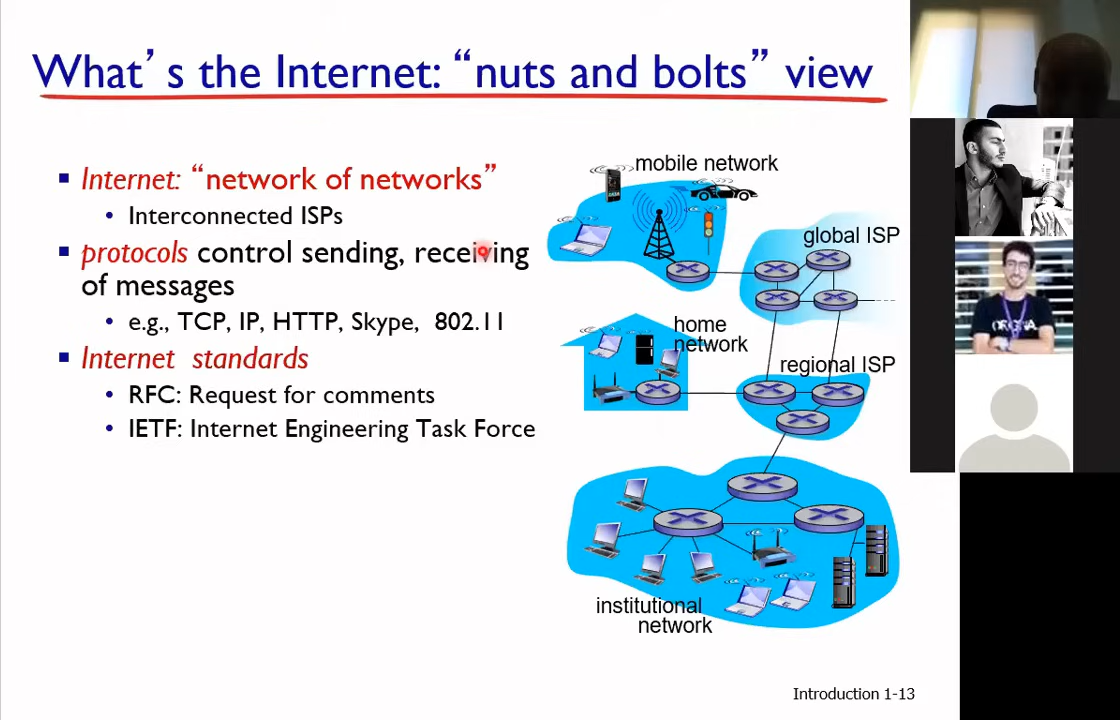 What's the Internet: “nuts and bolts” view
Internet: “network of networks”
Interconnected ISPs
protocols control sending, receiving
of messages
e.g., TCP, IP, HTTP, Skype, 802.11
Internet standards
RFC: Request for comments
IETF: Internet Engineering Task Force
mobile network
global ISP
home
network
regional ISP
institutional
network
Introduction 1-13